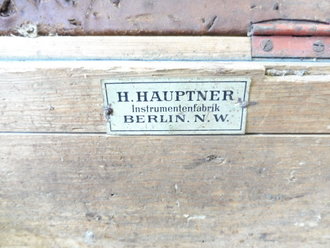 H. HAUPTNER
Instrumentenfabrik
BERLIN. N.W.